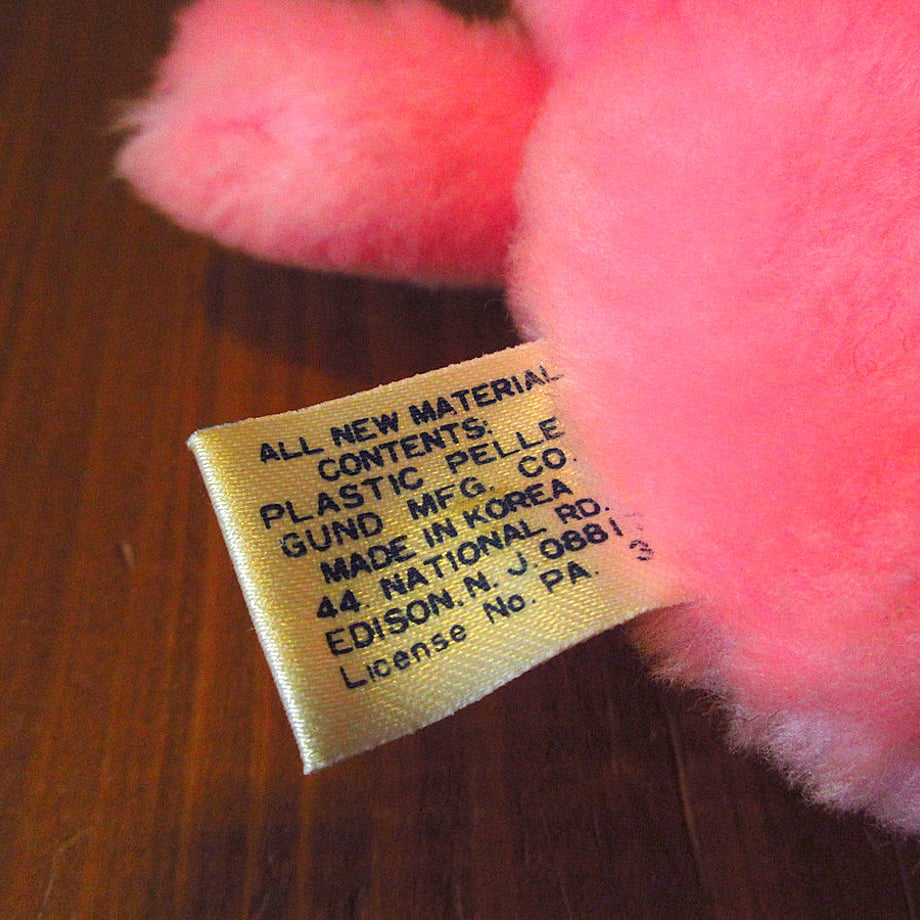 ALL NEW MATERIAL
CONTENTS:
PLASTIC PELLE
GUND MFG. CO.
MADE IN KOREA
44. NATIONAL RD.
EDISON. N. J. 0881
License No. PA. 3